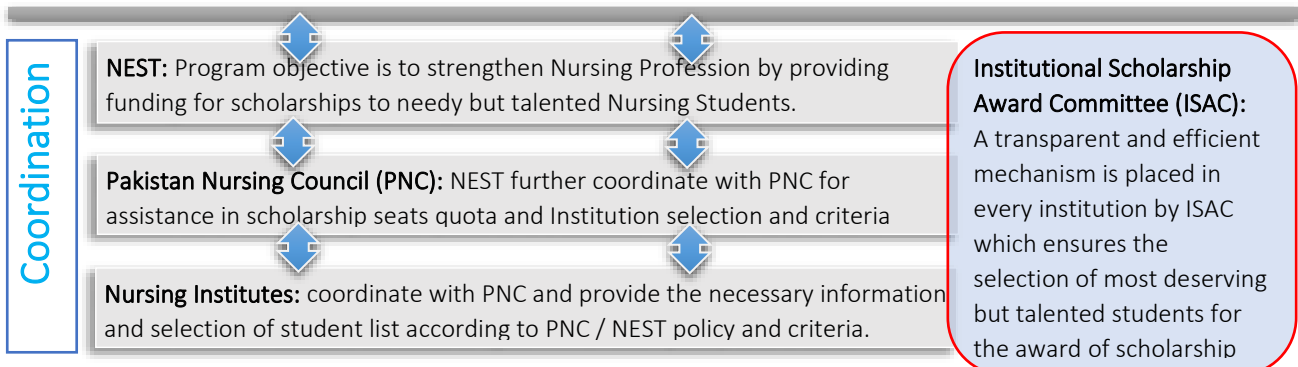 Coordination
NEST: Program objective is to strengthen Nursing Profession by providing
funding for scholarships to needy but talented Nursing Students.
Pakistan Nursing Council (PNC): NEST further coordinate with PNC for
assistance in scholarship seats quota and Institution selection and criteria
Nursing Institutes: coordinate with PNC and provide the necessary information
and selection of student list according to PNC / NEST policy and criteria.
Institutional Scholarship
Award Committee (ISAC):
A transparent and efficient
mechanism is placed in
every institution by ISAC
which ensures the
selection of most deserving
but talented students for
the award of scholarship